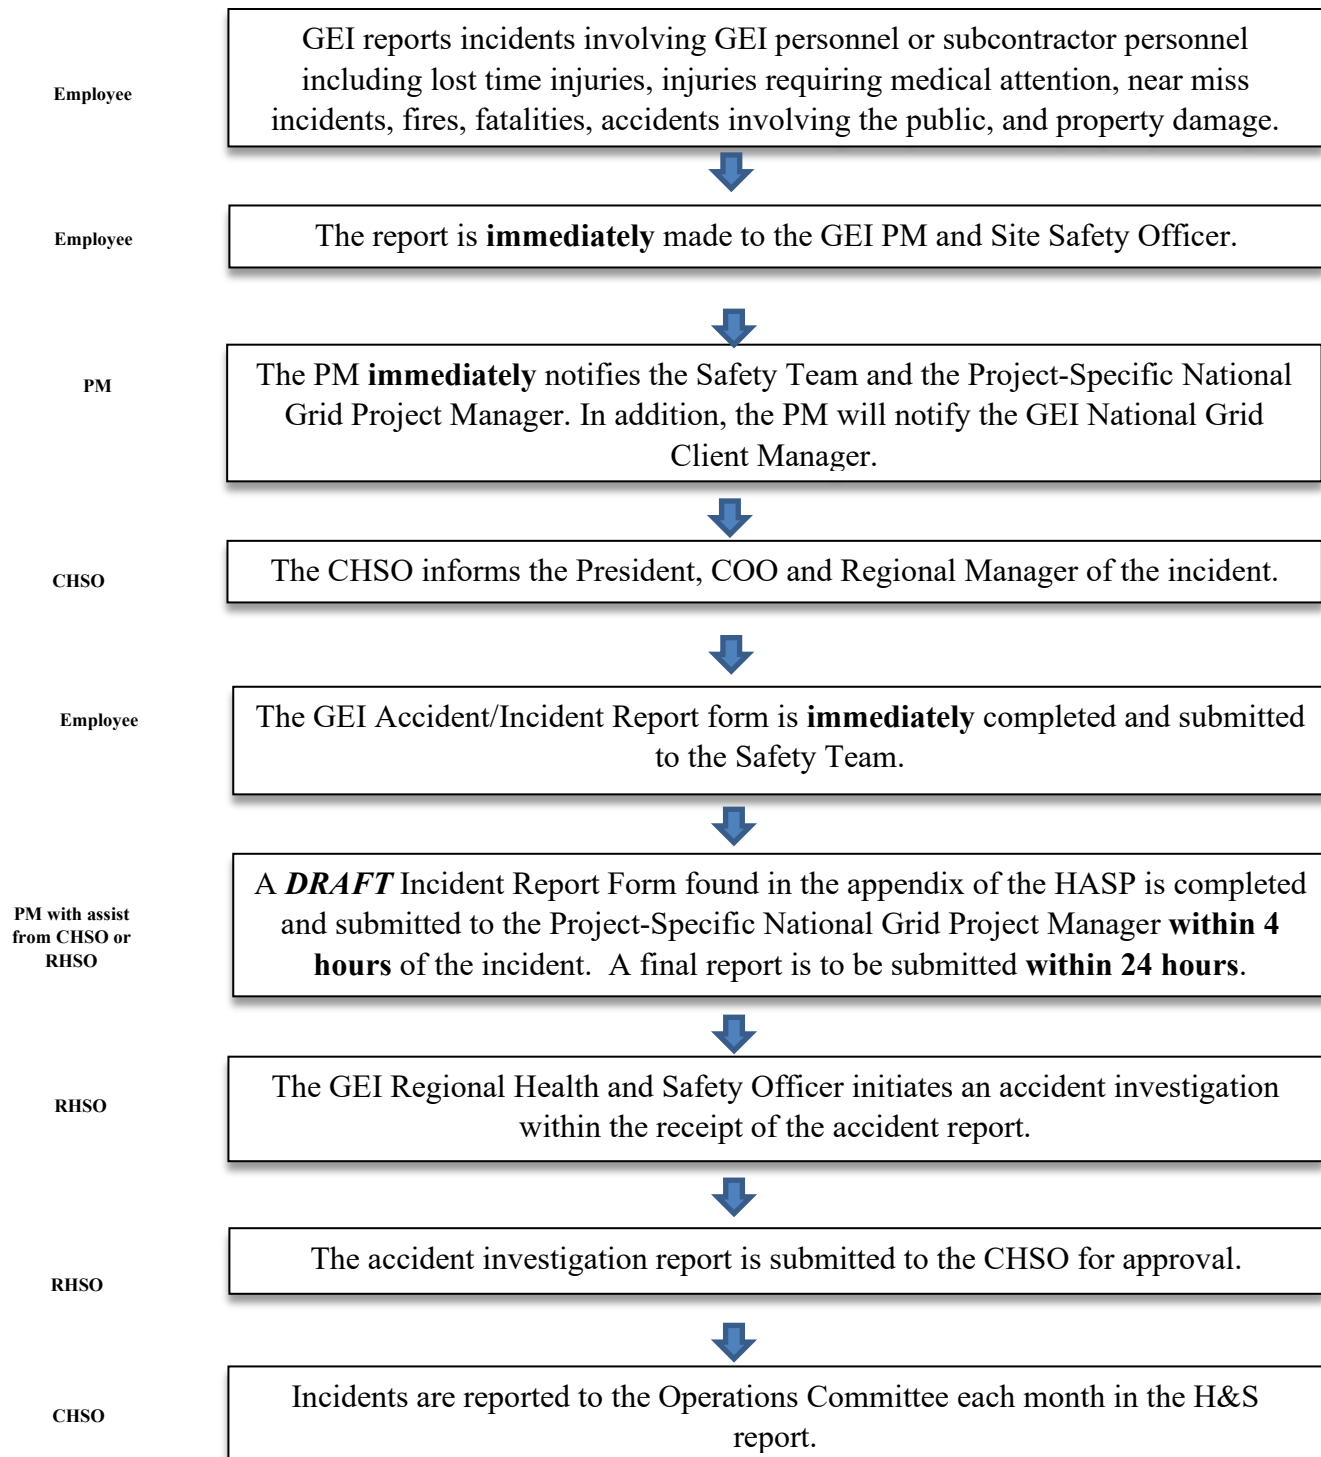 GEI reports incidents involving GEI personnel or subcontractor personnel
including lost time injuries, injuries requiring medical attention, near miss
incidents, fires, fatalities, accidents involving the public, and property damage.
Employee
The report is immediately made to the GEI PM and Site Safety Officer.
Employee
The PM immediately notifies the Safety Team and the Project-Specific National
Grid Project Manager. In addition, the PM will notify the GEI National Grid
Client Manager.
PM
The CHSO informs the President, COO and Regional Manager of the incident.
CHSO
The GEI Accident/Incident Report form is immediately completed and submitted
to the Safety Team.
Employee
A DRAFT Incident Report Form found in the appendix of the HASP is completed
and submitted to the Project-Specific National Grid Project Manager within 4
hours of the incident.  A final report is to be submitted within 24 hours.
PM with assist
from CHSO or
RHSO
The GEI Regional Health and Safety Officer initiates an accident investigation
within the receipt of the accident report.
RHSO
The accident investigation report is submitted to the CHSO for approval.
RHSO
Incidents are reported to the Operations Committee each month in the H&S
report.
CHSO